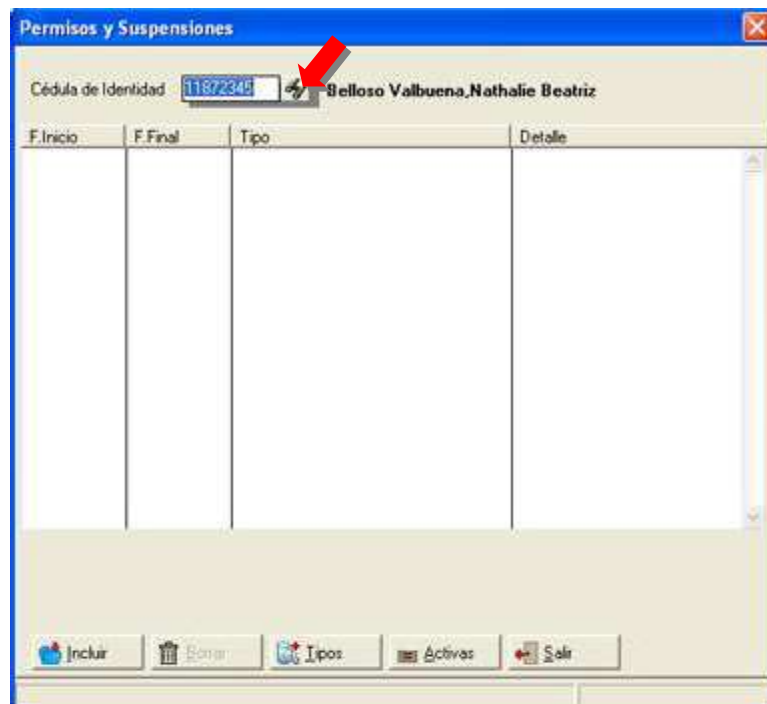 Permisos y Suspensiones
Cédula de Identidad 11872345 Belloso Valbuena,Nathalie Beatriz
F.Inicio F.Final Tipo Detalle
Incluir Borrar Tipos Activas Salir